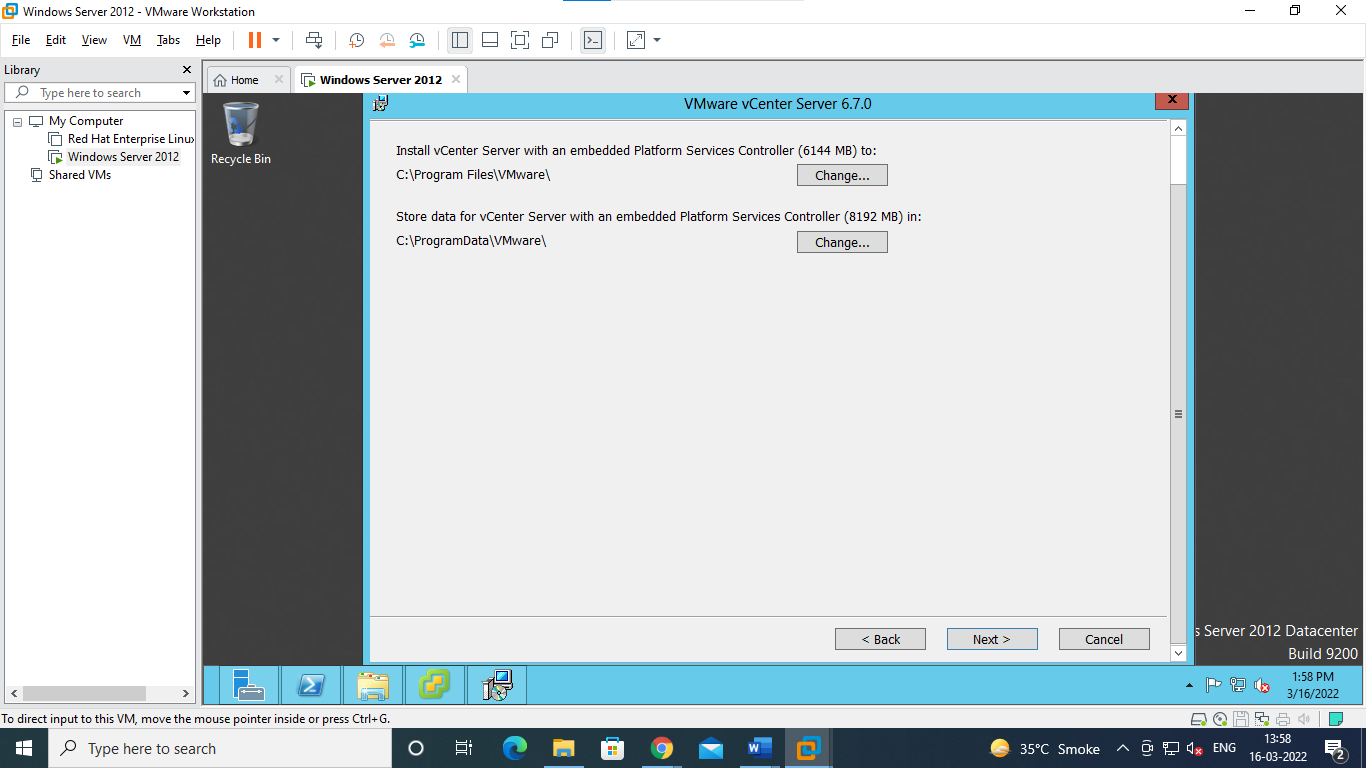 Windows Server 2012 - VMware Workstation
File Edit View VM Tabs Help
Library
Type here to search
Home
Windows Server 2012
My Computer
Red Hat Enterprise Linux
Windows Server 2012
Shared VMs
Recycle Bin
VMware vCenter Server 6.7.0
Install vCenter Server with an embedded Platform Services Controller (6144 MB) to:
C:\Program Files\VMware\
Change...
Store data for vCenter Server with an embedded Platform Services Controller (8192 MB) in:
C:\ProgramData\VMware\
Change...
< Back
Next >
Cancel
s Server 2012 Datacenter
Build 9200
1:58 PM
3/16/2022
To direct input to this VM, move the mouse pointer inside or press Ctrl+G.
Type here to search
35°C Smoke
ENG
13:58
16-03-2022
2